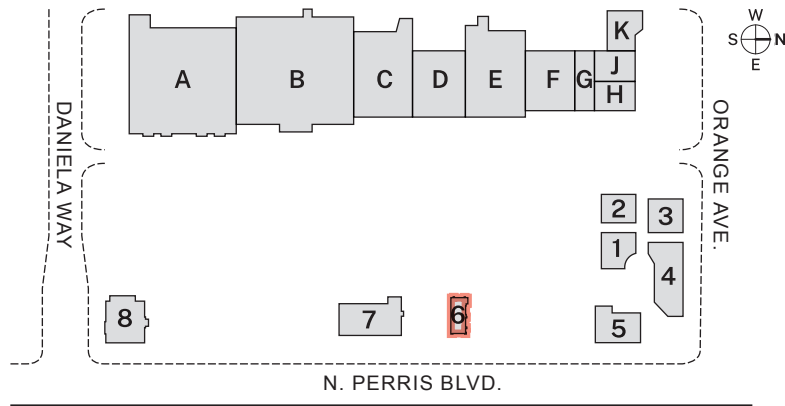 W
S N
E
K
A B C D E F G J
H
DANIELA WAY
ORANGE AVE.
2 3
1
4
8 7 6 5
N. PERRIS BLVD.